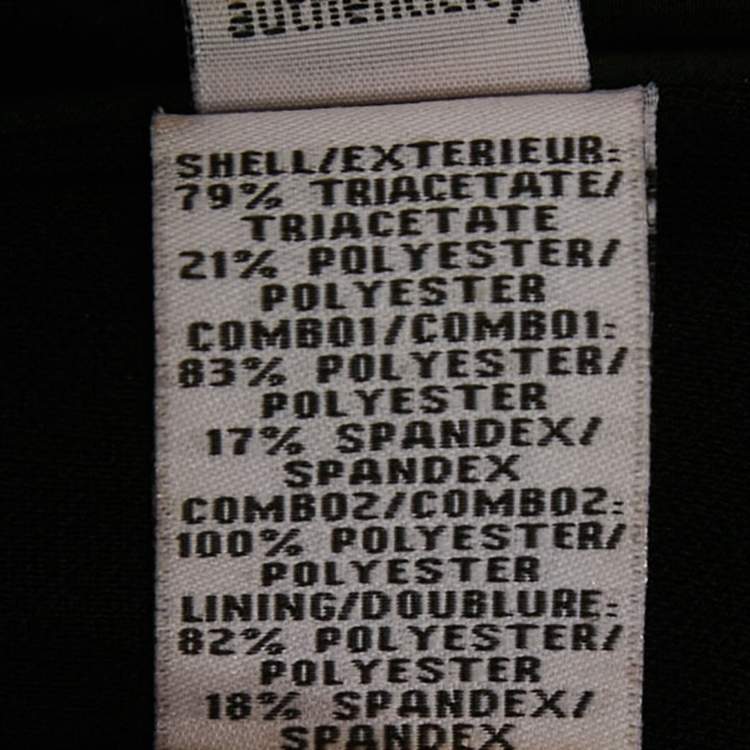 authenticity.
SHELL/EXTERIEUR:
79% TRIACETATE/
TRIACETATE
21% POLYESTER/
POLYESTER
COMBO1/COMBO1:
83% POLYESTER/
POLYESTER
17% SPANDEX/
SPANDEX
COMBO2/COMBO2:
100% POLYESTER/
POLYESTER
LINING/DOUBLURE:
82% POLYESTER/
POLYESTER
18% SPANDEX/
SPANDEX